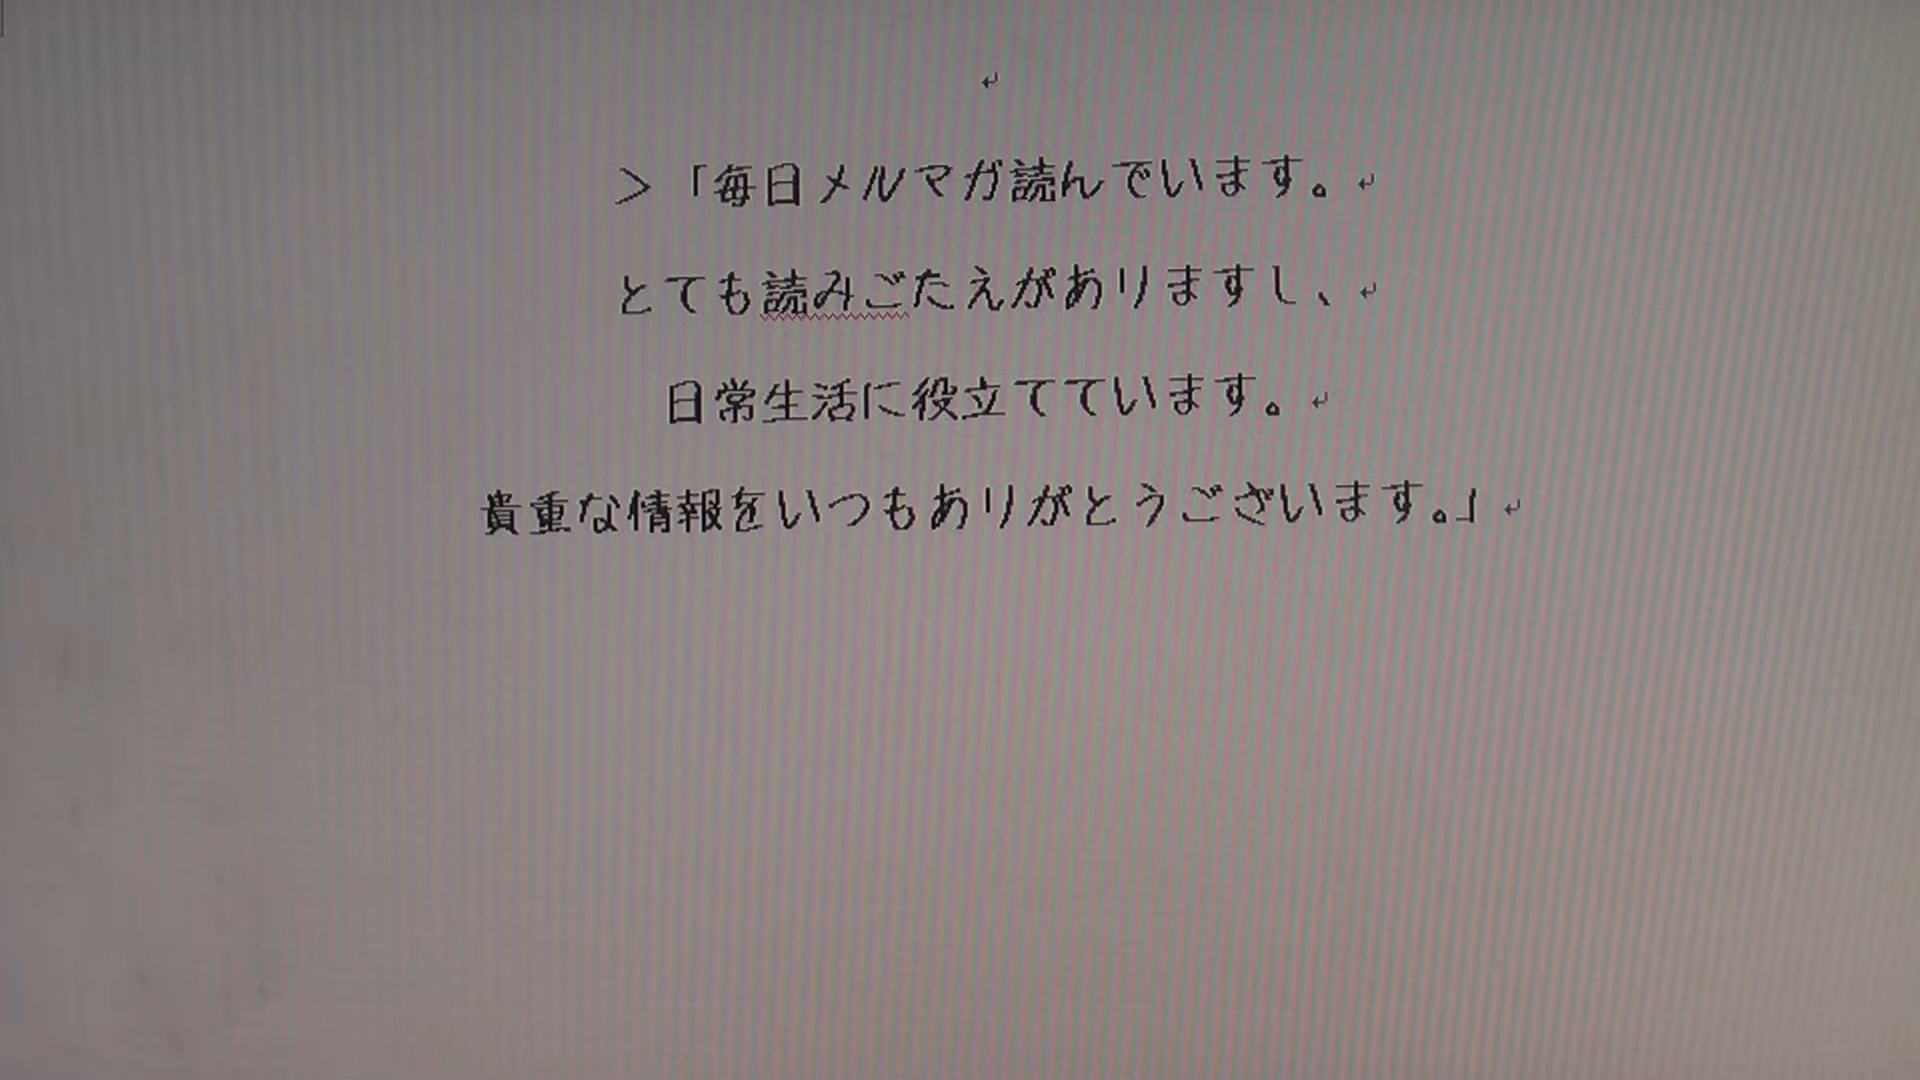 ＞「毎日メルマガ読んでいます。
とても読みごたえがありますし、
日常生活に役立てています。
貴重な情報をいつもありがとうございます。」